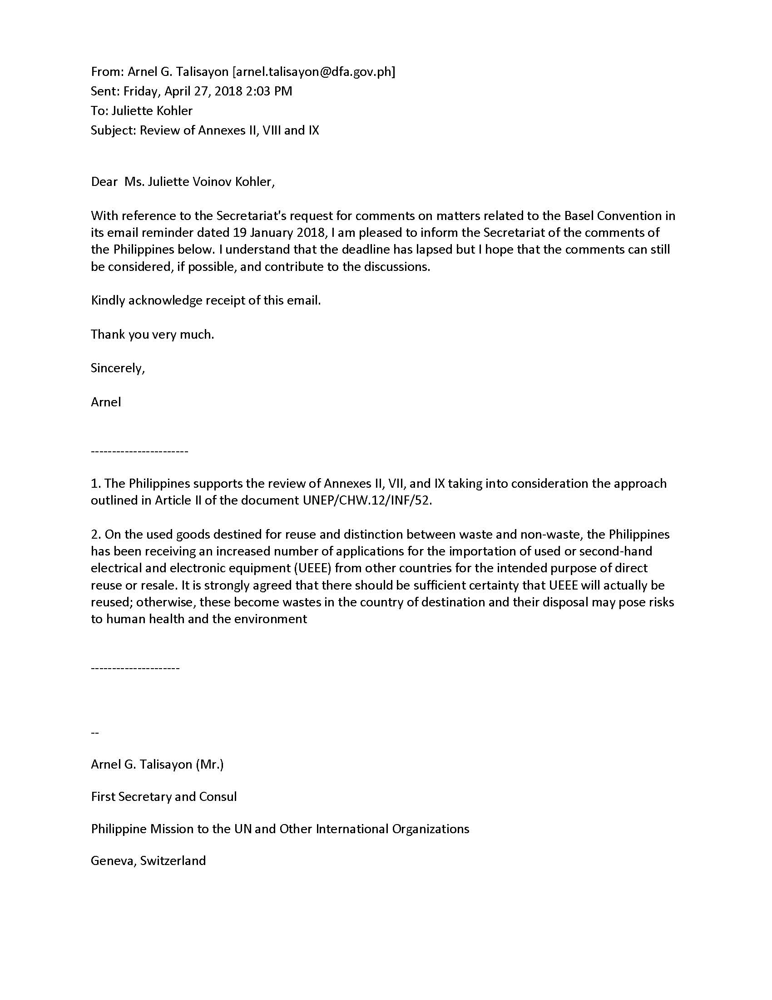 From: Arnel G. Talisayon [arnel.talisayon@dfa.gov.ph]
Sent: Friday, April 27, 2018 2:03 PM
To: Juliette Kohler
Subject: Review of Annexes II, VIII and IX
Dear  Ms. Juliette Voinov Kohler,
With reference to the Secretariat's request for comments on matters related to the Basel Convention in
its email reminder dated 19 January 2018, I am pleased to inform the Secretariat of the comments of
the Philippines below. I understand that the deadline has lapsed but I hope that the comments can still
be considered, if possible, and contribute to the discussions.
Kindly acknowledge receipt of this email.
Thank you very much.
Sincerely,
Arnel
-----------------------
1. The Philippines supports the review of Annexes II, VII, and IX taking into consideration the approach
outlined in Article II of the document UNEP/CHW.12/INF/52.
2. On the used goods destined for reuse and distinction between waste and non-waste, the Philippines
has been receiving an increased number of applications for the importation of used or second-hand
electrical and electronic equipment (UEEE) from other countries for the intended purpose of direct
reuse or resale. It is strongly agreed that there should be sufficient certainty that UEEE will actually be
reused; otherwise, these become wastes in the country of destination and their disposal may pose risks
to human health and the environment
---------------------
--
Arnel G. Talisayon (Mr.)
First Secretary and Consul
Philippine Mission to the UN and Other International Organizations
Geneva, Switzerland